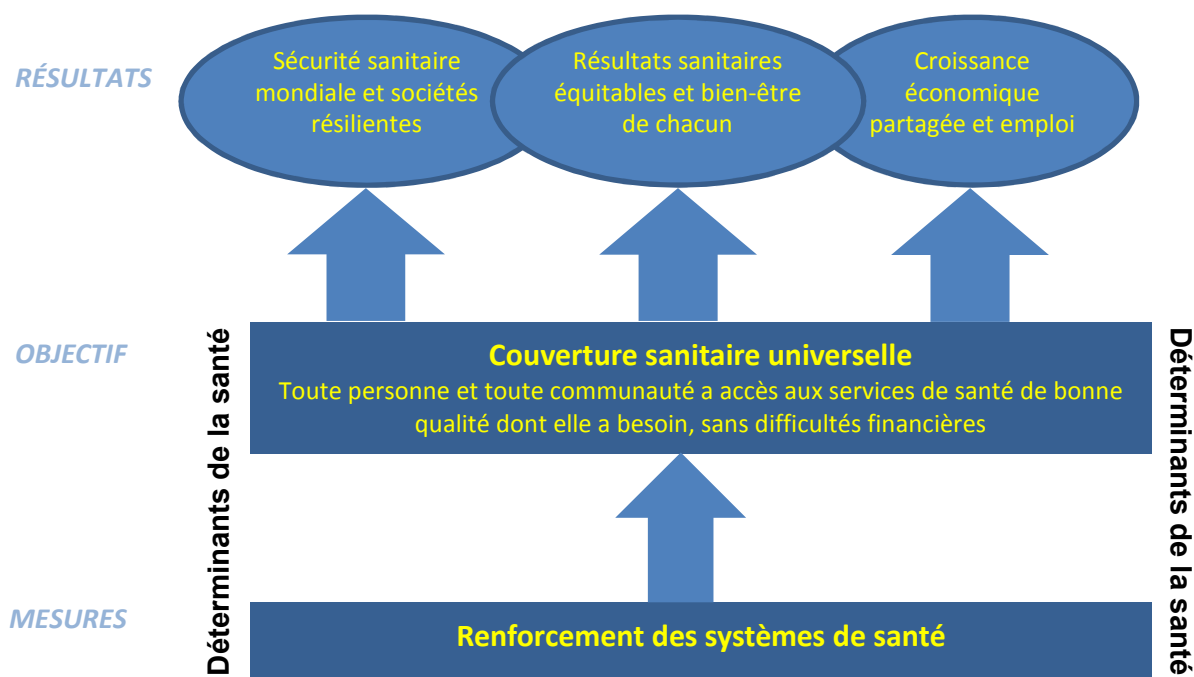 RÉSULTATS
Sécurité sanitaire
mondiale et sociétés
résilientes
Résultats sanitaires
équitables et bien-être
de chacun
Croissance
économique
partagée et emploi
OBJECTIF
Couverture sanitaire universelle
Toute personne et toute communauté a accès aux services de santé de bonne
qualité dont elle a besoin, sans difficultés financières
MESURES
Renforcement des systèmes de santé
Déterminants de la santé
Déterminants de la santé